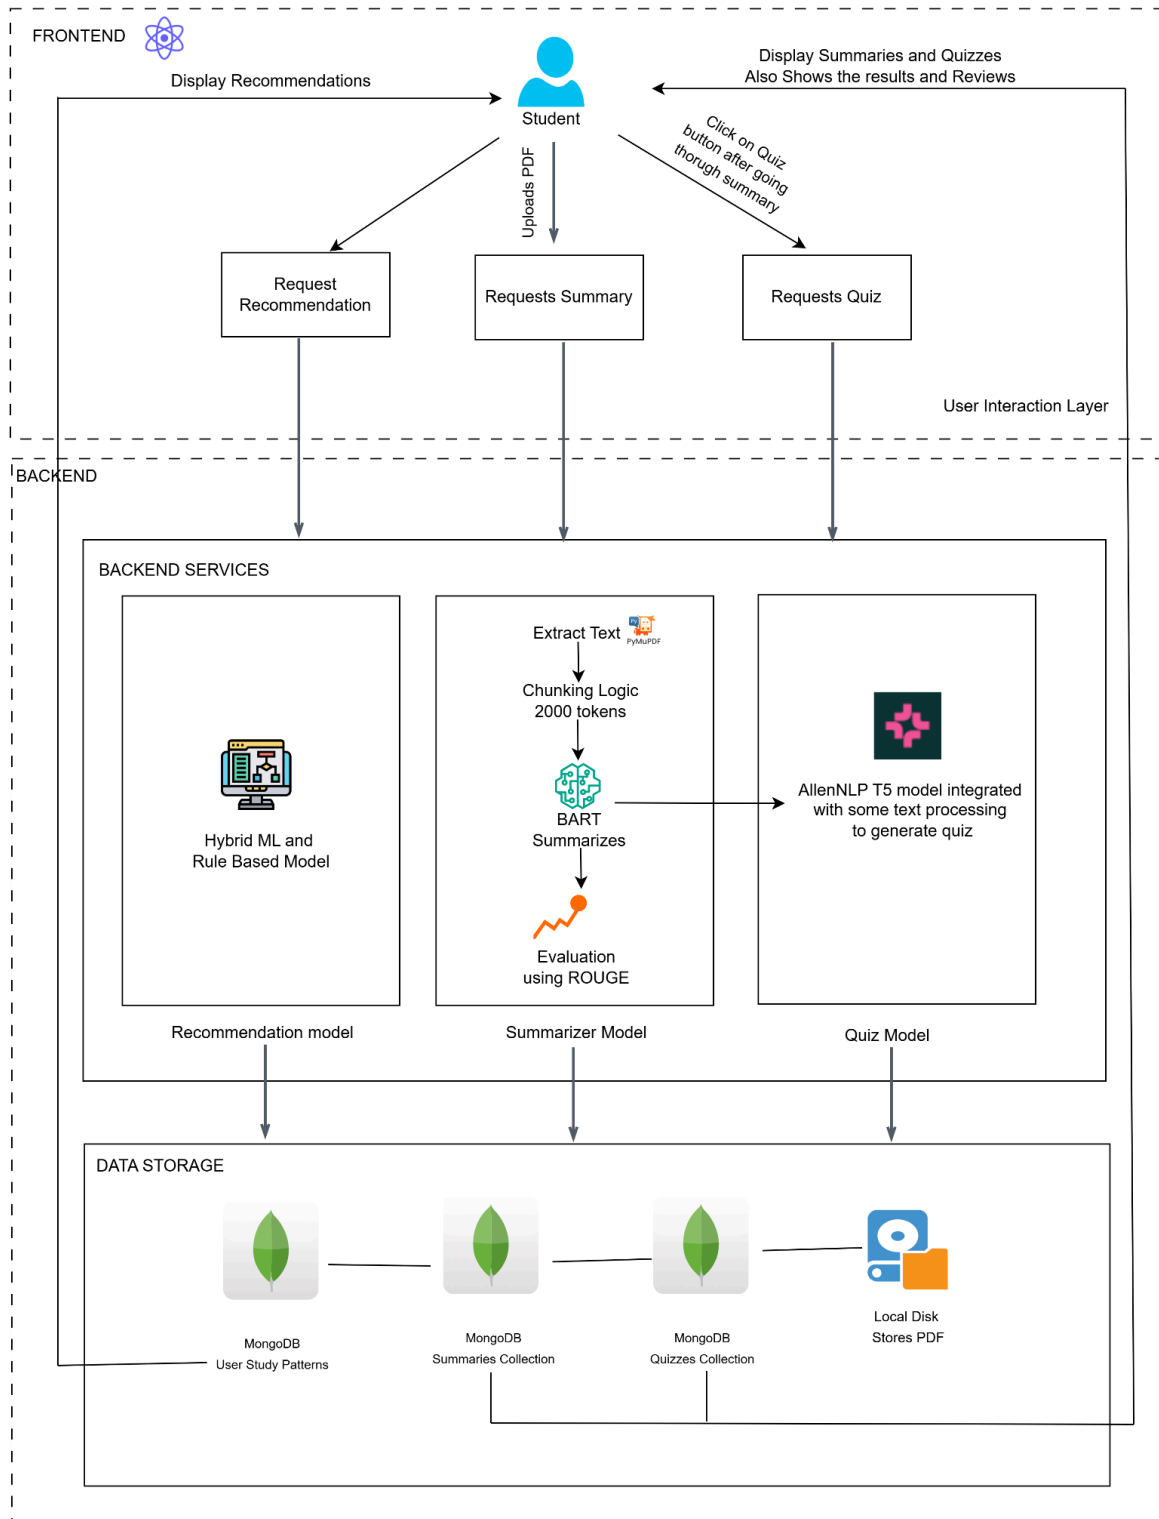 FRONTEND
Display Recommendations
Display Summaries and Quizzes
Also Shows the results and Reviews
Student
Uploads PDF
Click on Quiz
button after going
thorugh summary
Request
Recommendation
Requests Summary
Requests Quiz
User Interaction Layer
BACKEND
BACKEND SERVICES
Hybrid ML and
Rule Based Model
Recommendation model
Extract Text
Py
PyMuPDF
Chunking Logic
2000 tokens
BART
Summarizes
Evaluation
using ROUGE
Summarizer Model
AllenNLP T5 model integrated
with some text processing
to generate quiz
Quiz Model
DATA STORAGE
MongoDB
User Study Patterns
MongoDB
Summaries Collection
MongoDB
Quizzes Collection
Local Disk
Stores PDF